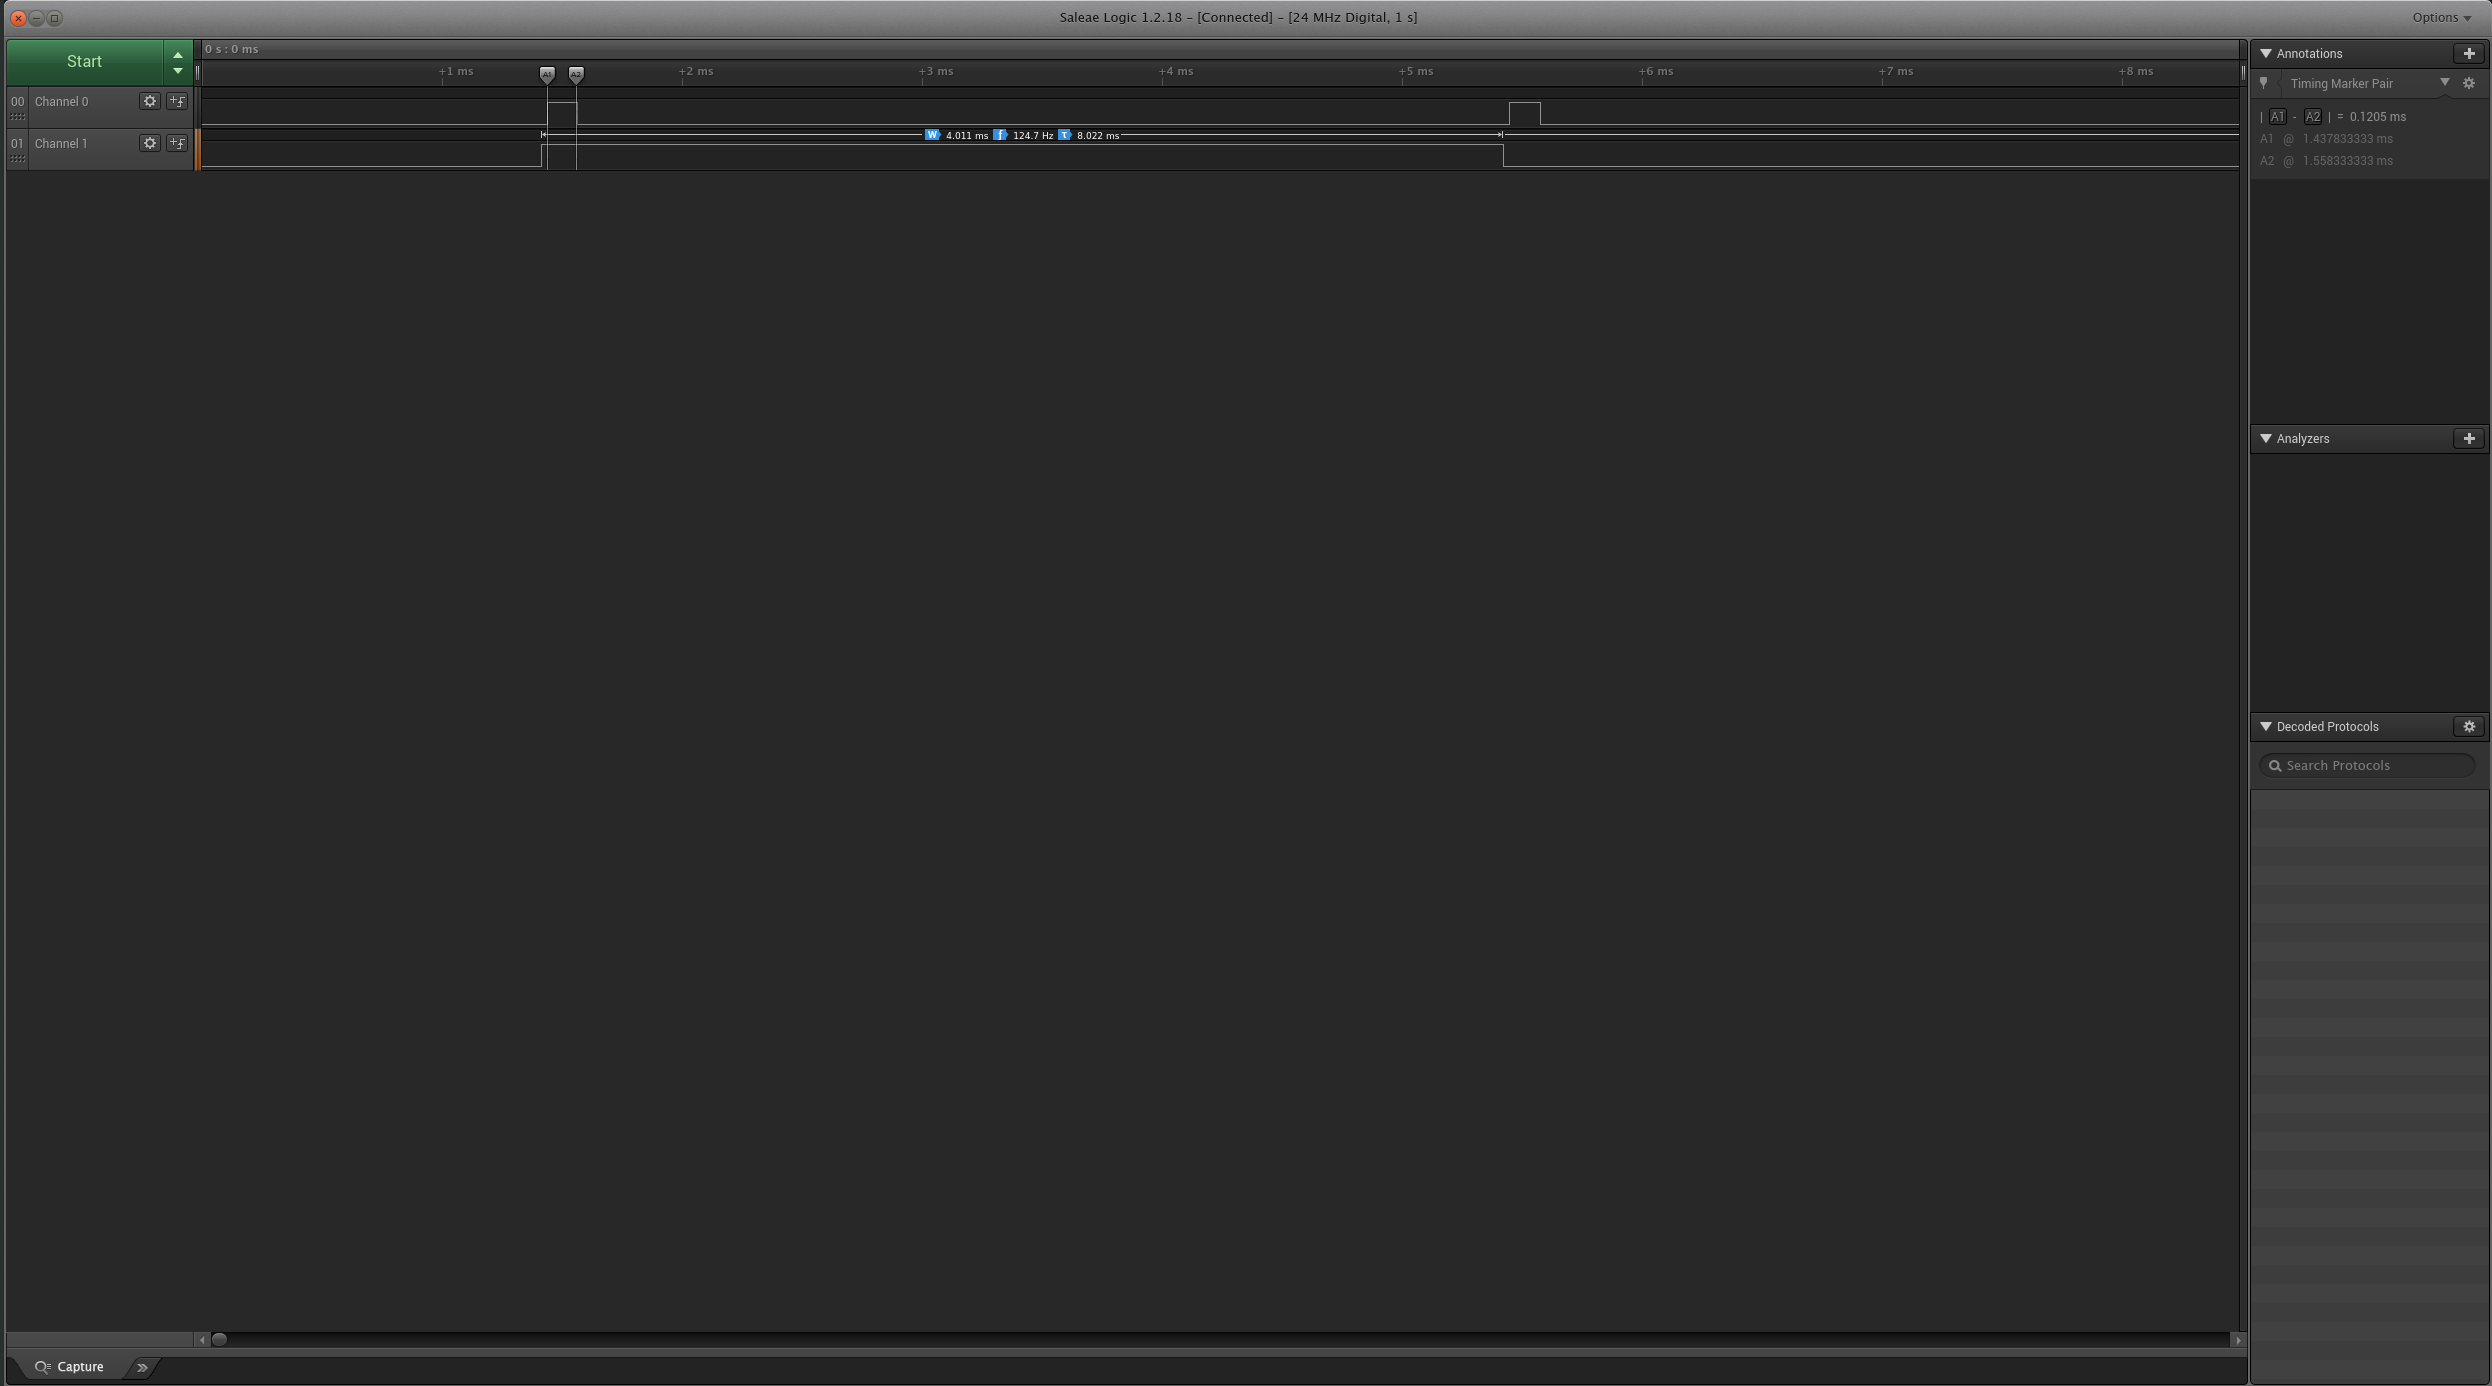 Saleae Logic 1.2.18 - [Connected] - [24 MHz Digital, 1 s]
Options
Start
0 s : 0 ms
+1 ms +2 ms +3 ms +4 ms +5 ms +6 ms +7 ms +8 ms
A1 A2
00 Channel 0
W 4.011 ms f 124.7 Hz T 8.022 ms
01 Channel 1
Annotations
Timing Marker Pair
| A1 - A2 | = 0.1205 ms
A1 @ 1.437833333 ms
A2 @ 1.558333333 ms
Analyzers
Decoded Protocols
Search Protocols
Capture